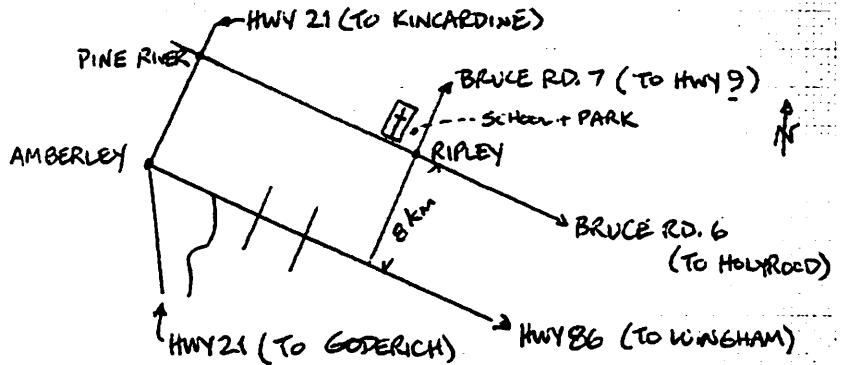 HWY 21 (TO KINCARDINE)
PINE RIVER
BRUCE RD. 7 (TO HWY 9)
SCHOOL + PARK
N
AMBERLEY
RIPLEY
8 km
BRUCE RD. 6
(TO HOLYROOD)
HWY 86 (TO WINGHAM)
HWY 21 (TO GODERICH)